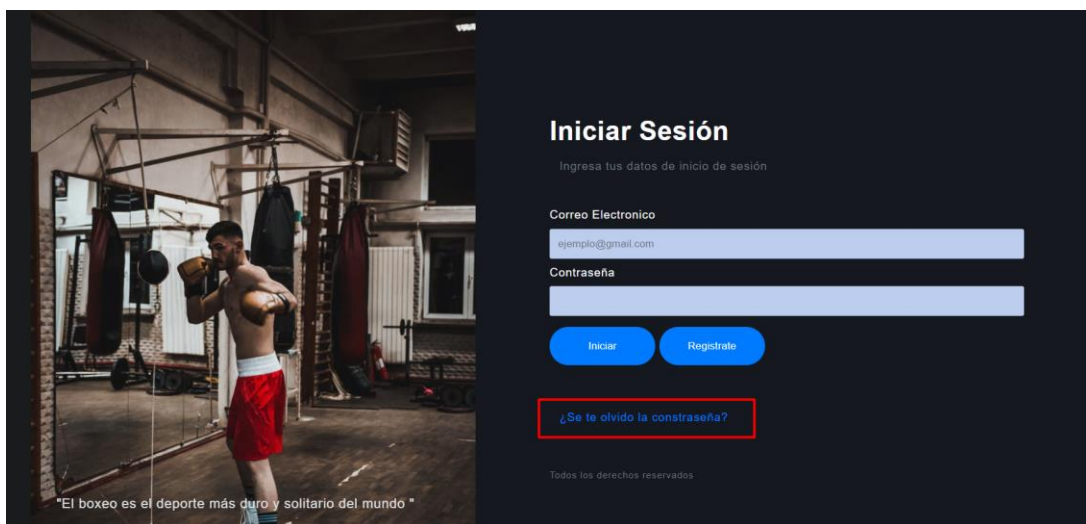 Iniciar Sesión
Ingresa tus datos de inicio de sesión
Correo Electronico
ejemplo@gmail.com
Contraseña
Iniciar
Registrate
¿Se te olvido la constraseña?
Todos los derechos reservados
"El boxeo es el deporte más duro y solitario del mundo "